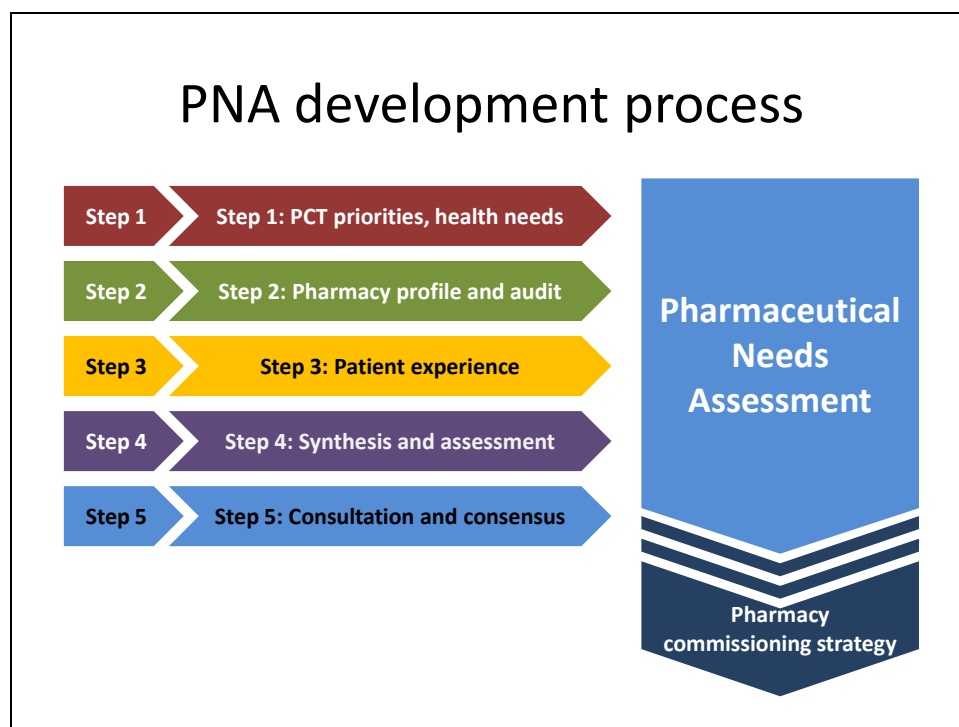 PNA development process
Step 1
Step 1: PCT priorities, health needs
Step 2
Step 2: Pharmacy profile and audit
Step 3
Step 3: Patient experience
Step 4
Step 4: Synthesis and assessment
Step 5
Step 5: Consultation and consensus
Pharmaceutical
Needs
Assessment
Pharmacy
commissioning strategy